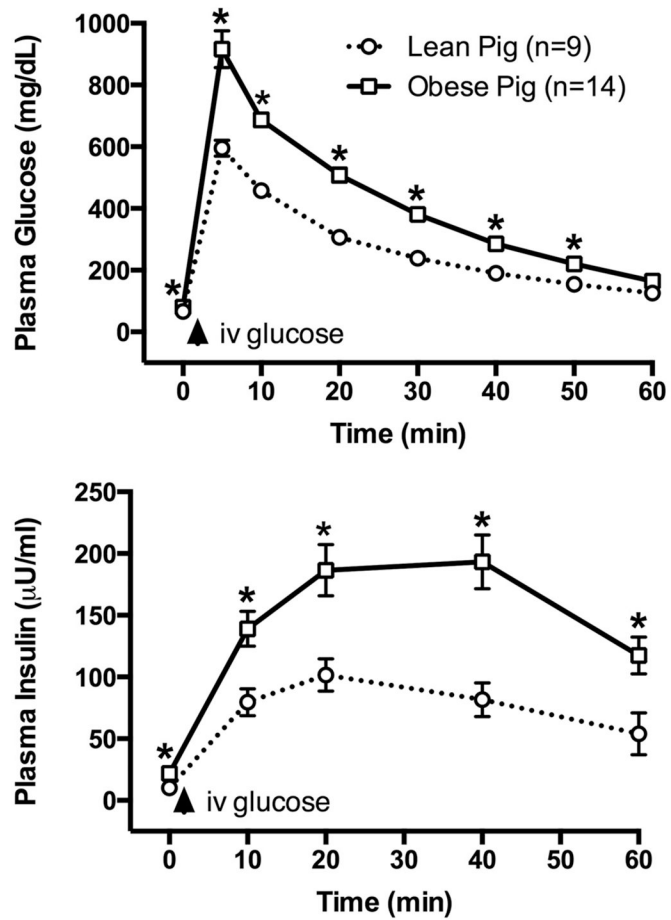 Plasma Glucose (mg/dL)
1000
800
600
400
200
0
Lean Pig (n=9)
Obese Pig (n=14)
*
*
*
*
*
*
*
iv glucose
0 10 20 30 40 50 60
Time (min)
Plasma Insulin (μU/ml)
250
200
150
100
50
0
*
*
*
*
*
iv glucose
0 10 20 30 40 50 60
Time (min)